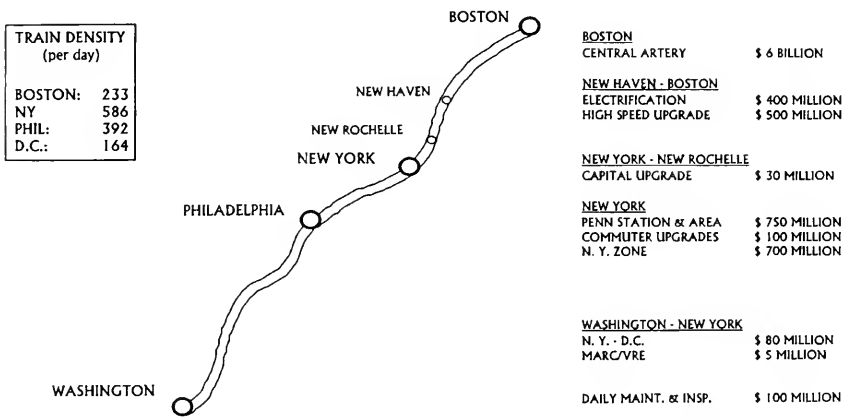 TRAIN DENSITY
(per day)
BOSTON: 233
NY 586
PHIL: 392
D.C.: 164
BOSTON
NEW HAVEN
NEW ROCHELLE
NEW YORK
PHILADELPHIA
WASHINGTON
BOSTON
CENTRAL ARTERY $ 6 BILLION
NEW HAVEN - BOSTON
ELECTRIFICATION $ 400 MILLION
HIGH SPEED UPGRADE $ 500 MILLION
NEW YORK - NEW ROCHELLE
CAPITAL UPGRADE $ 30 MILLION
NEW YORK
PENN STATION & AREA $ 750 MILLION
COMMUTER UPGRADES $ 100 MILLION
N. Y. ZONE $ 700 MILLION
WASHINGTON - NEW YORK
N. Y. - D.C. $ 80 MILLION
MARC/VRE $ 5 MILLION
DAILY MAINT. & INSP. $ 100 MILLION